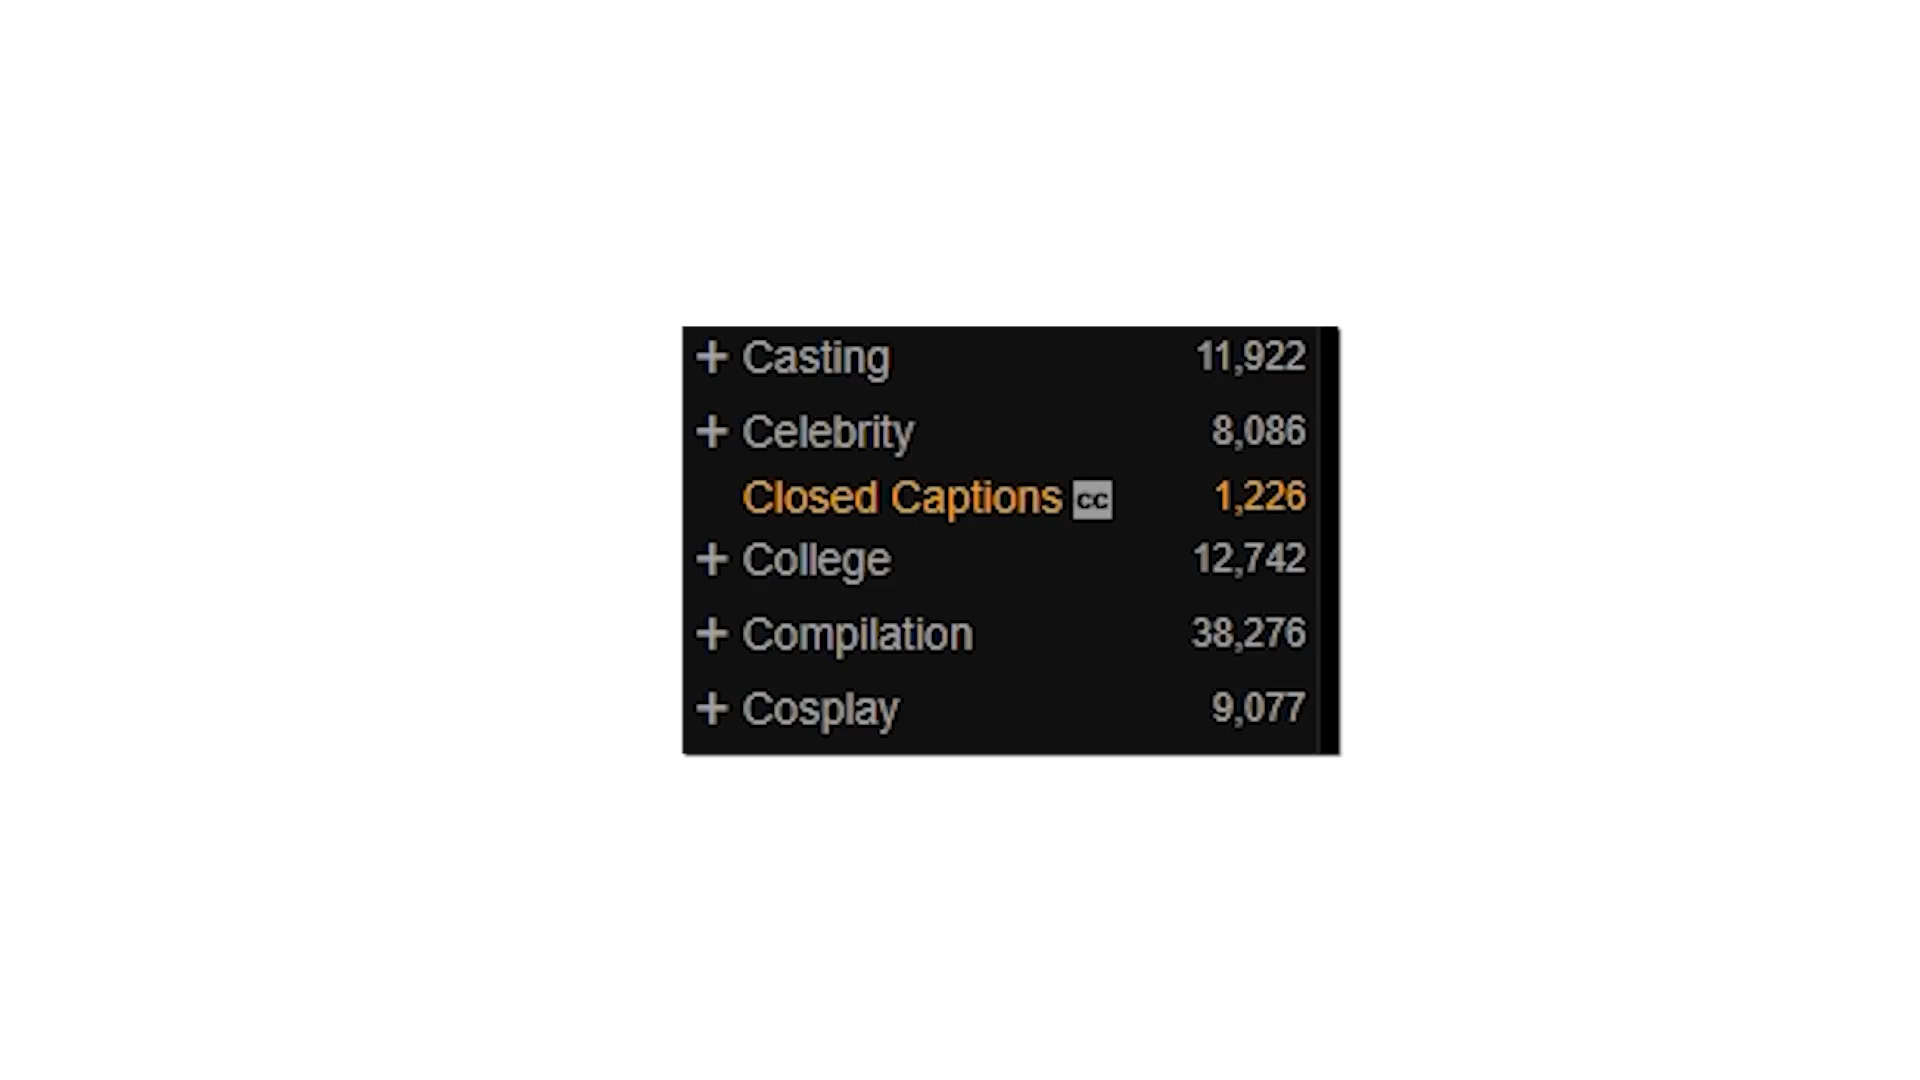 + Casting 11,922
+ Celebrity 8,086
Closed Captions cc 1,226
+ College 12,742
+ Compilation 38,276
+ Cosplay 9,077